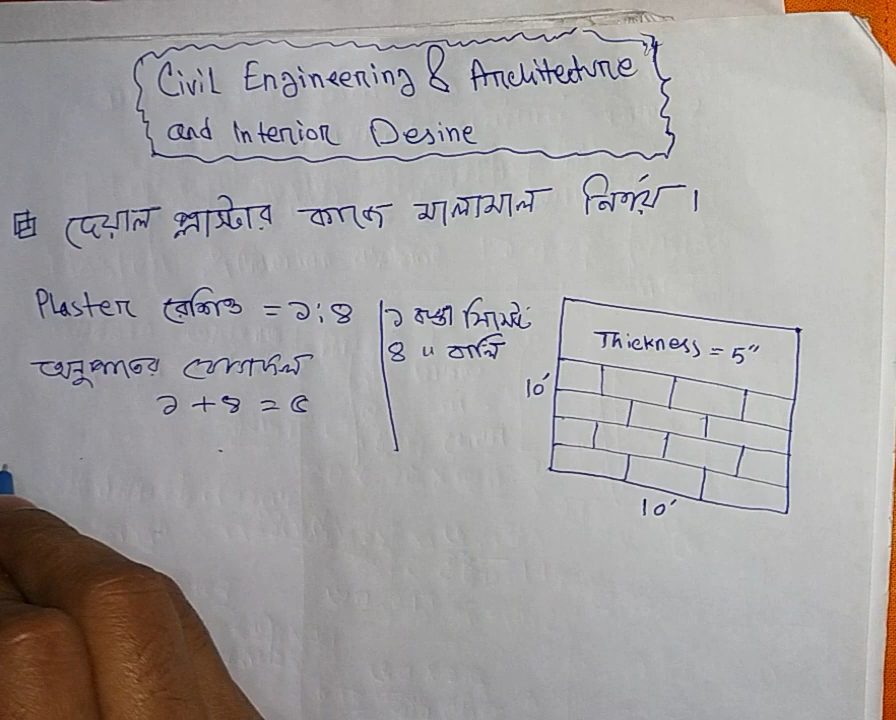 Civil Engineering & Architecture
and Interior Desine
দেয়াল প্লাস্টার কাজে মালামাল নির্ণয়।
Plaster রেশিও = ১:৪
অনুপাতের যোগফল
১+৪ = ৫
১ বস্তা সিমেন্ট
৪ " বালি
Thickness = 5"
10'
10'